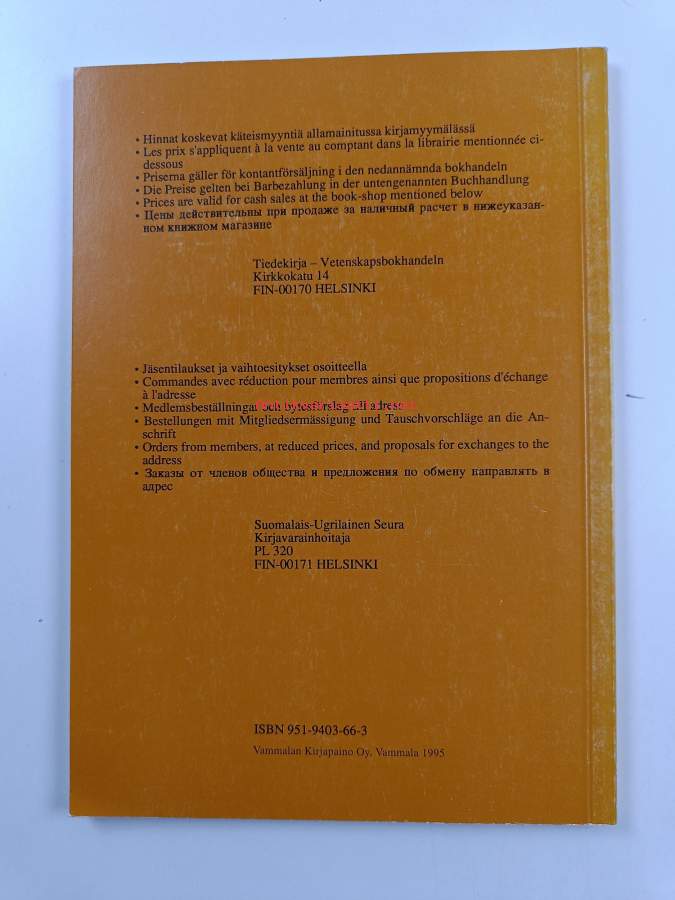 • Hinnat koskevat käteismyyntiä allamainitussa kirjamyymälässä
• Les prix s'appliquent à la vente au comptant dans la librairie mentionnée ci-
dessous
• Priserna gäller för kontantförsäljning i den nedannämnda bokhandeln
• Die Preise gelten bei Barbezahlung in der untengenannten Buchhandlung
• Prices are valid for cash sales at the book-shop mentioned below
• Цены действительны при продаже за наличный расчет в нижеуказан-
ном книжном магазине
Tiedekirja – Vetenskapsbokhandeln
Kirkkokatu 14
FIN-00170 HELSINKI
• Jäsentilaukset ja vaihtoesitykset osoitteella
• Commandes avec réduction pour membres ainsi que propositions d'échange
à l'adresse
• Medlemsbeställningar och bytesförslag till adress
• Bestellungen mit Mitgliedsermässigung und Tauschvorschläge an die An-
schrift
• Orders from members, at reduced prices, and proposals for exchanges to the
address
• Заказы от членов общества и предложения по обмену направлять в
адрес
Suomalais-Ugrilainen Seura
Kirjavarainhoitaja
PL 320
FIN-00171 HELSINKI
ISBN 951-9403-66-3
Vammalan Kirjapaino Oy, Vammala 1995